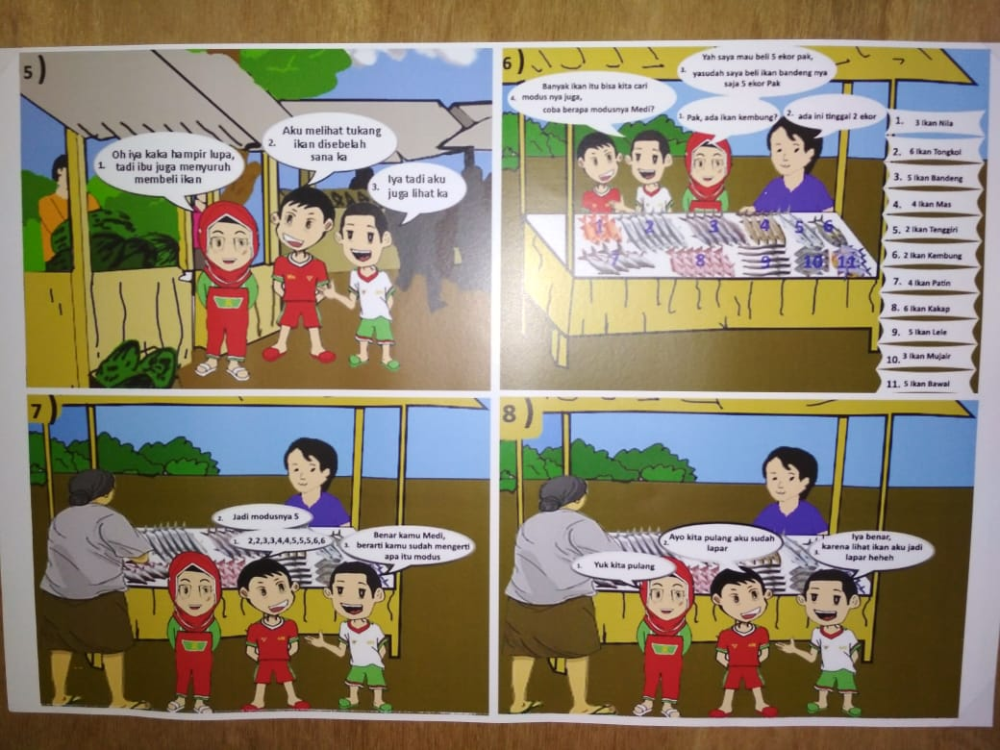 5)
1. Oh iya kaka hampir lupa,
tadi ibu juga menyuruh
membeli ikan
2. Aku melihat tukang
ikan disebelah
sana ka
3. Iya tadi aku
juga lihat ka
6)
1. Pak, ada ikan kembung?
2. ada ini tinggal 2 ekor
Yah saya mau beli 5 ekor pak,
3. yasudah saya beli ikan bandeng nya
saja 5 ekor Pak
Banyak ikan itu bisa kita cari
4. modus nya juga,
coba berapa modusnya Medi?
1 2 3 4 5 6
7 8 9 10 11
1. 3 Ikan Nila
2. 6 Ikan Tongkol
3. 5 Ikan Bandeng
4. 4 Ikan Mas
5. 2 Ikan Tenggiri
6. 2 Ikan Kembung
7. 4 Ikan Patin
8. 6 Ikan Kakap
9. 5 Ikan Lele
10. 3 Ikan Mujair
11. 5 Ikan Bawal
7)
1. 2,2,3,3,4,4,5,5,5,6,6
2. Jadi modusnya 5
Benar kamu Medi,
3. berarti kamu sudah mengerti
apa itu modus
8)
1. Yuk kita pulang
Ayo kita pulang aku sudah
2. lapar
Iya benar,
3. karena lihat ikan aku jadi
lapar heheh